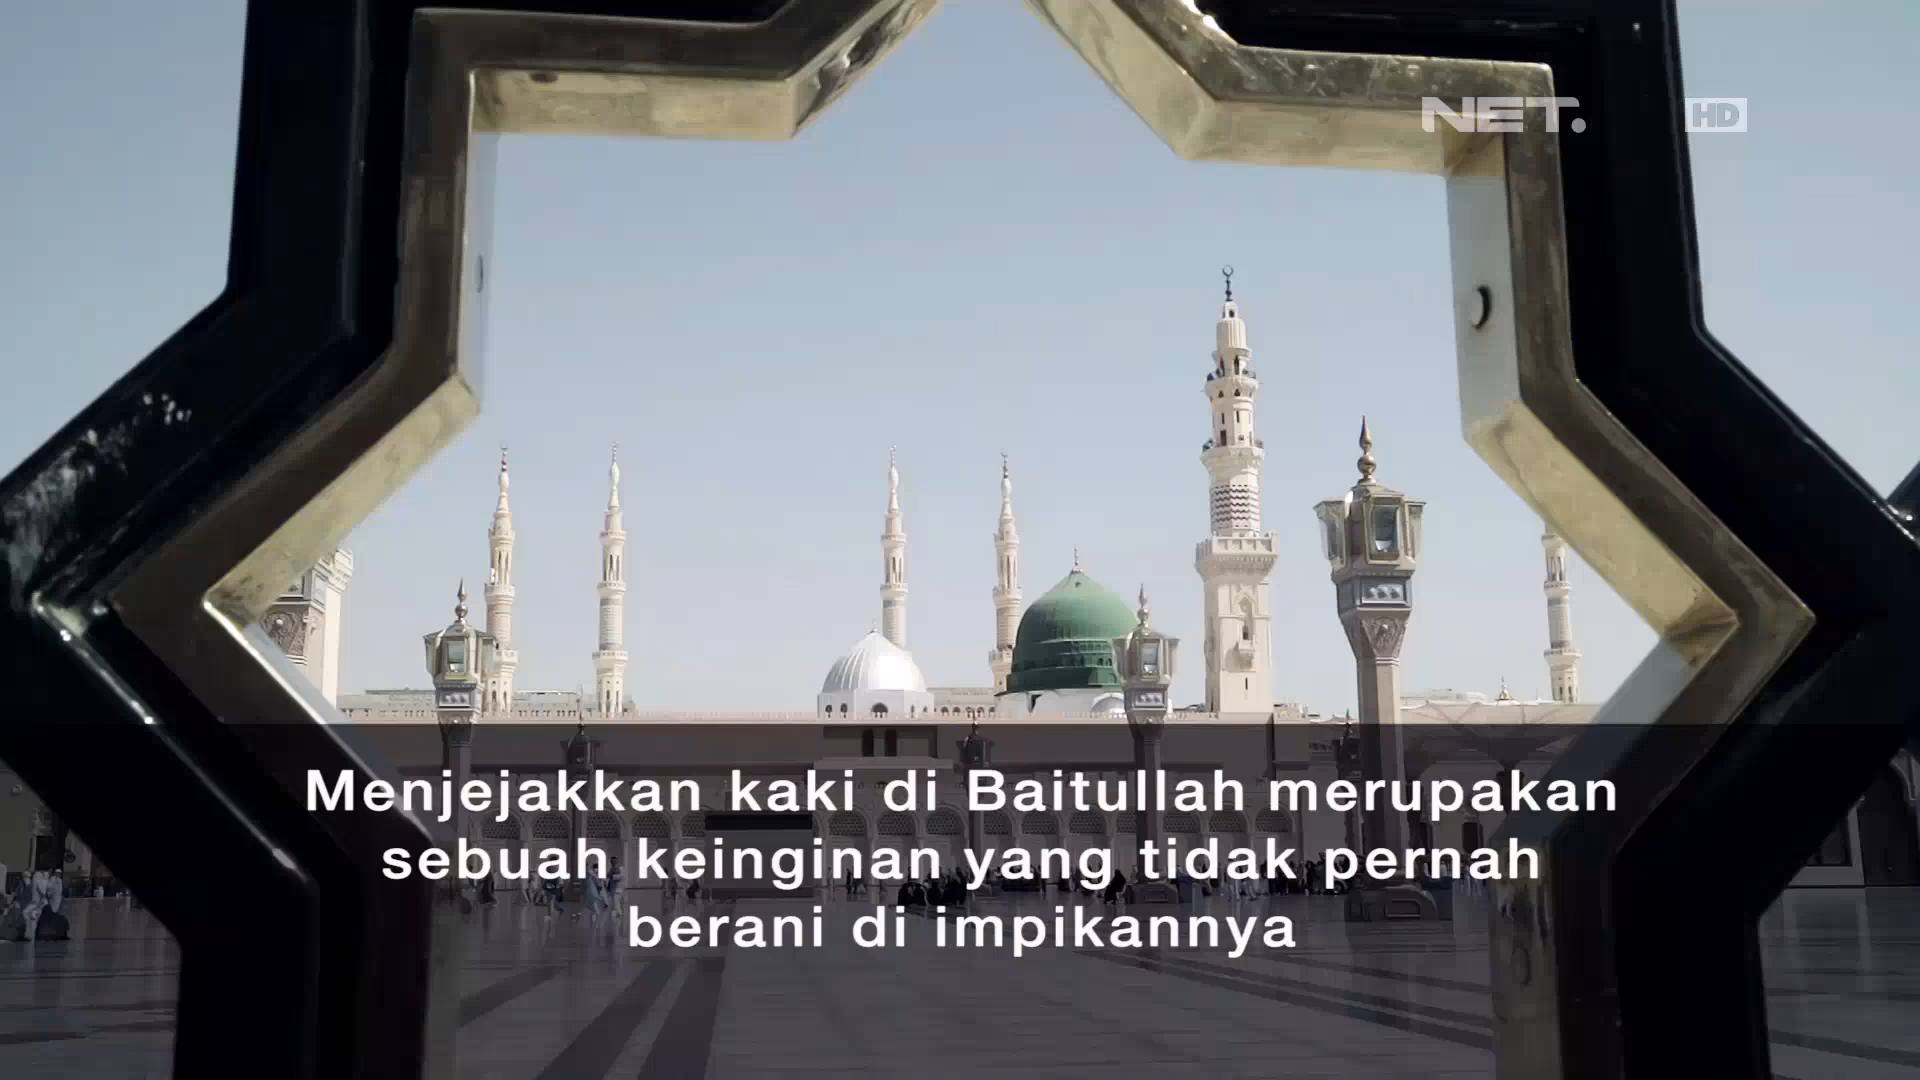 NET.
HD
Menjejakkan kaki di Baitullah merupakan
sebuah keinginan yang tidak pernah
berani di impikannya